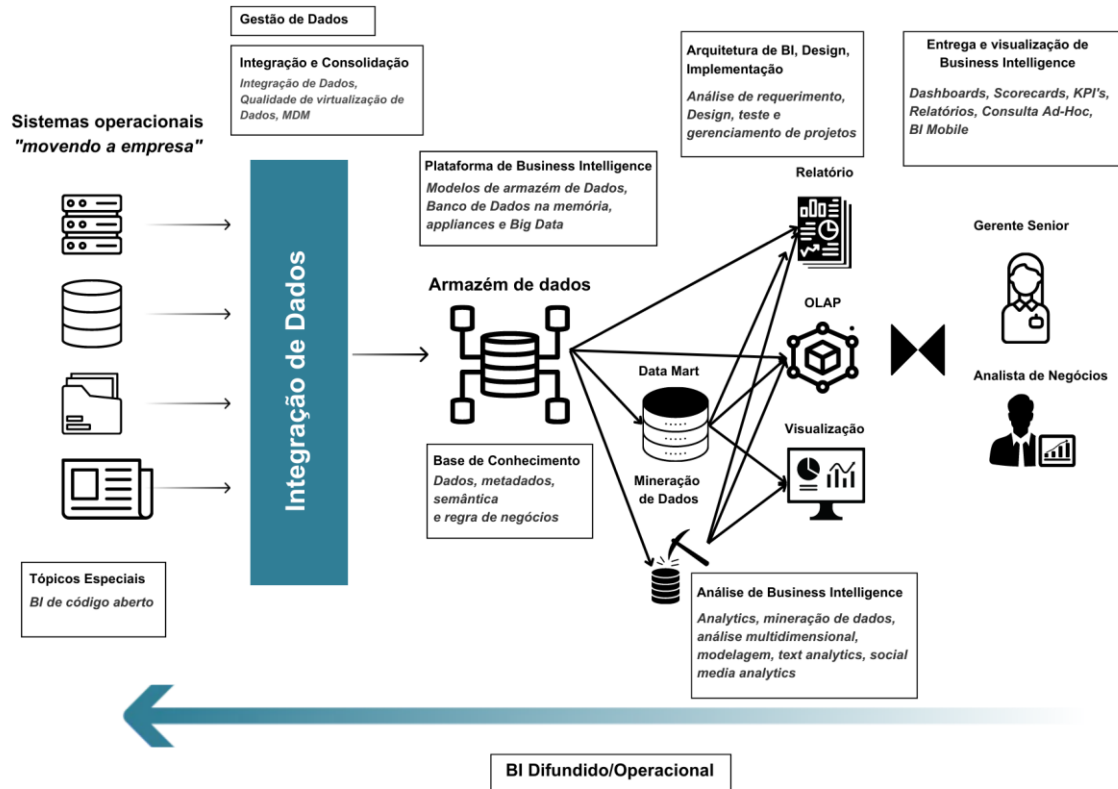 Gestão de Dados
Integração e Consolidação
Integração de Dados,
Qualidade de virtualização de
Dados, MDM
Sistemas operacionais
"movendo a empresa"
Integração de Dados
Tópicos Especiais
BI de código aberto
Plataforma de Business Intelligence
Modelos de armazém de Dados,
Banco de Dados na memória,
appliances e Big Data
Armazém de dados
Base de Conhecimento
Dados, metadados,
semântica
e regra de negócios
Arquitetura de BI, Design,
Implementação
Análise de requerimento,
Design, teste e
gerenciamento de projetos
Relatório
OLAP
Data Mart
Visualização
Mineração
de Dados
Análise de Business Intelligence
Analytics, mineração de dados,
análise multidimensional,
modelagem, text analytics, social
media analytics
Entrega e visualização de
Business Intelligence
Dashboards, Scorecards, KPI's,
Relatórios, Consulta Ad-Hoc,
BI Mobile
Gerente Senior
Analista de Negócios
BI Difundido/Operacional